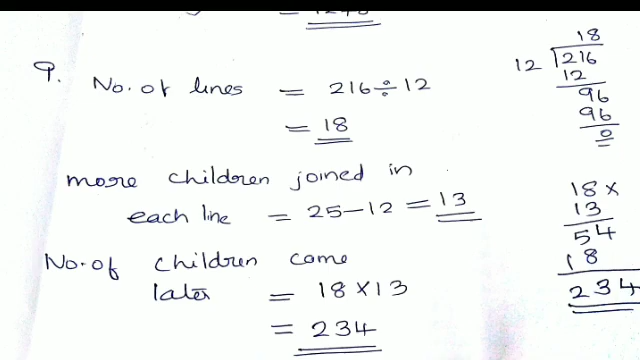 9. No. of lines = 216 ÷ 12
= 18
more children joined in
each line = 25 - 12 = 13
No. of children come
later = 18 × 13
= 234
18
12 216
12
96
96
0
18 ×
13
54
18
234